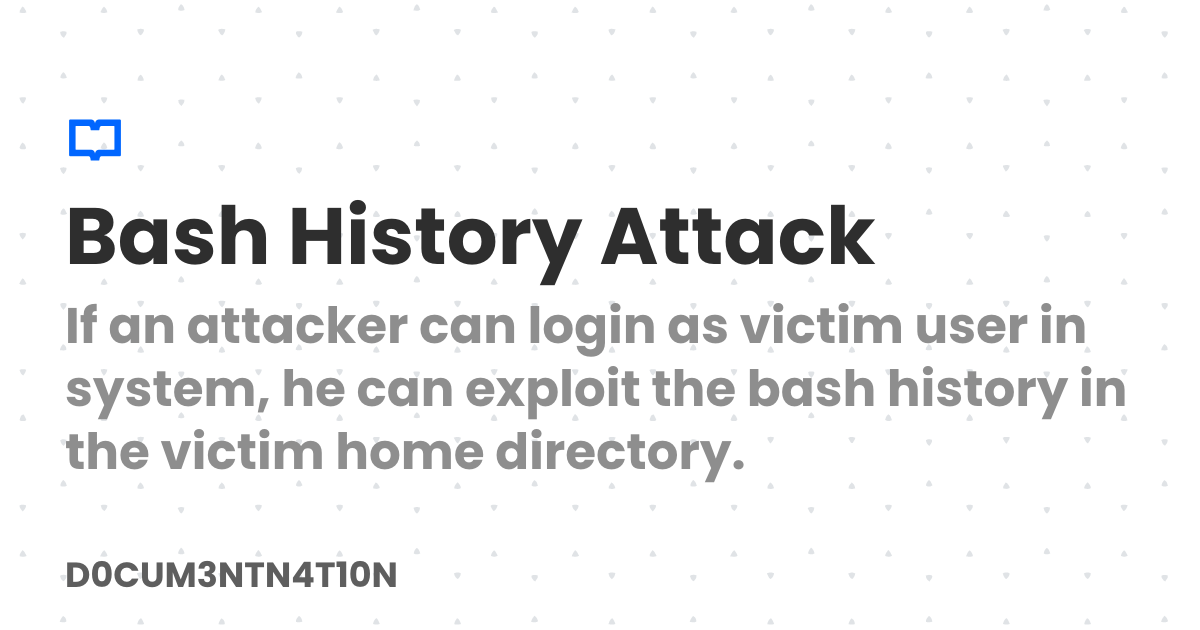 Bash History Attack
If an attacker can login as victim user in
system, he can exploit the bash history in
the victim home directory.
D0CUM3NTN4T10N